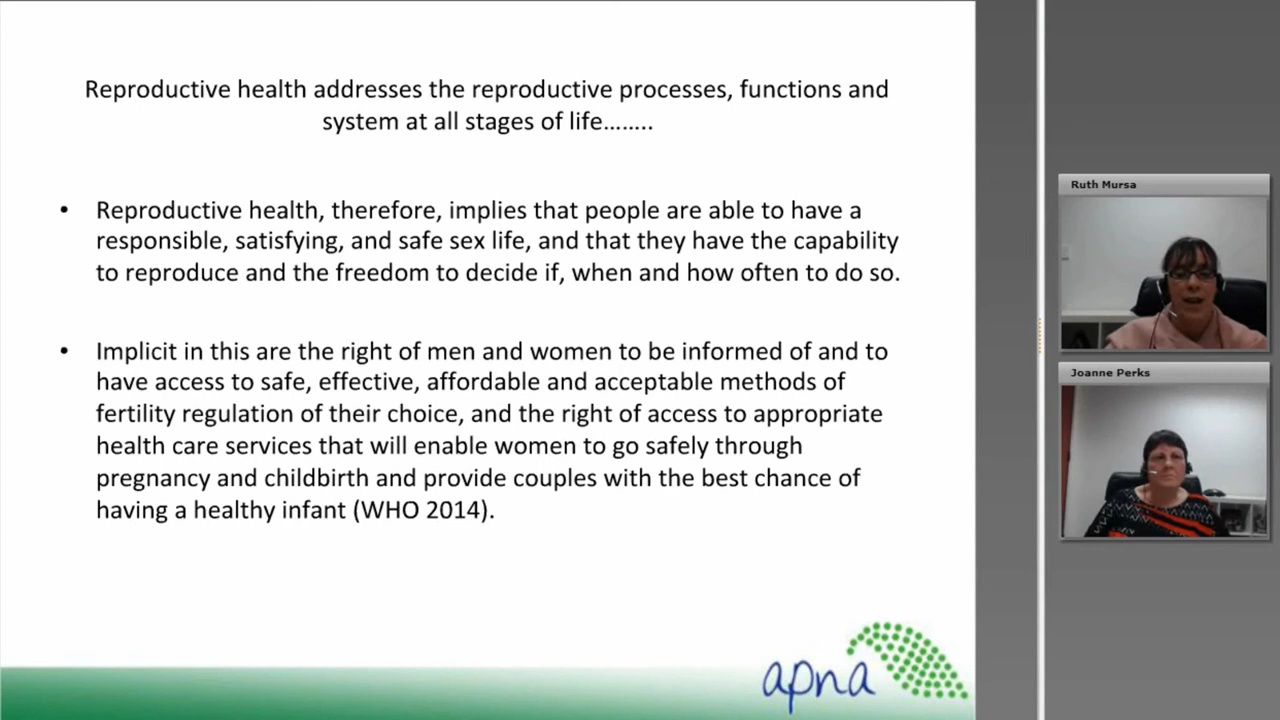 Reproductive health addresses the reproductive processes, functions and
system at all stages of life........
• Reproductive health, therefore, implies that people are able to have a
responsible, satisfying, and safe sex life, and that they have the capability
to reproduce and the freedom to decide if, when and how often to do so.
• Implicit in this are the right of men and women to be informed of and to
have access to safe, effective, affordable and acceptable methods of
fertility regulation of their choice, and the right of access to appropriate
health care services that will enable women to go safely through
pregnancy and childbirth and provide couples with the best chance of
having a healthy infant (WHO 2014).
apna
Ruth Mursa
Joanne Perks